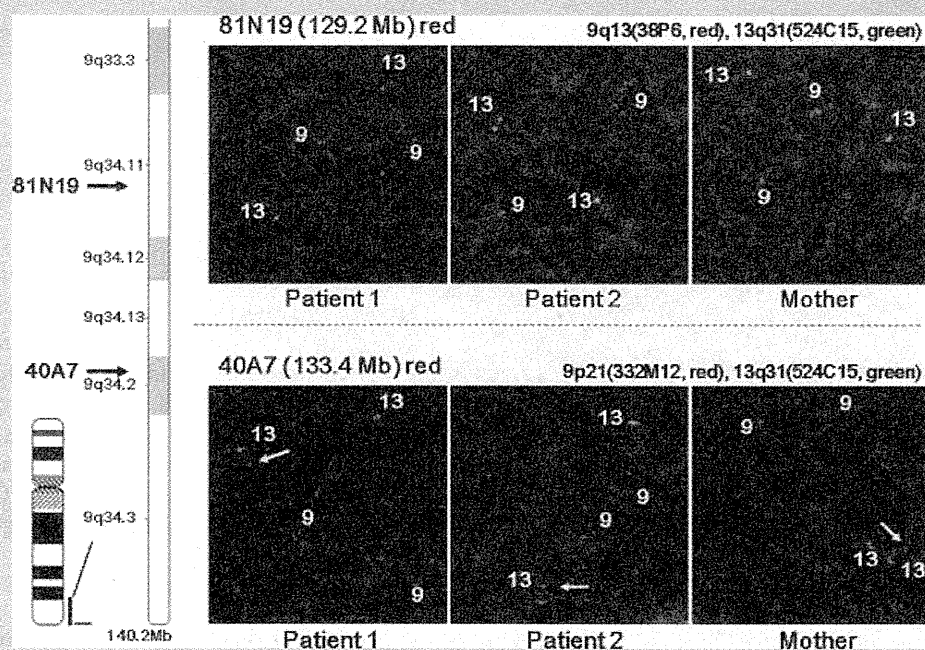 9q33.3
9q34.11
81N19
9q34.12
9q34.13
40A7
9q34.2
9q34.3
140.2Mb
81N19 (129.2 Mb) red
9q13(38P6, red), 13q31(524C15, green)
13
9
9
13
Patient 1
13
9
9
13
Patient 2
13
9
13
9
Mother
40A7 (133.4 Mb) red
9p21(332M12, red), 13q31(524C15, green)
13
13
9
9
Patient 1
13
9
9
13
Patient 2
9
9
13
13
Mother